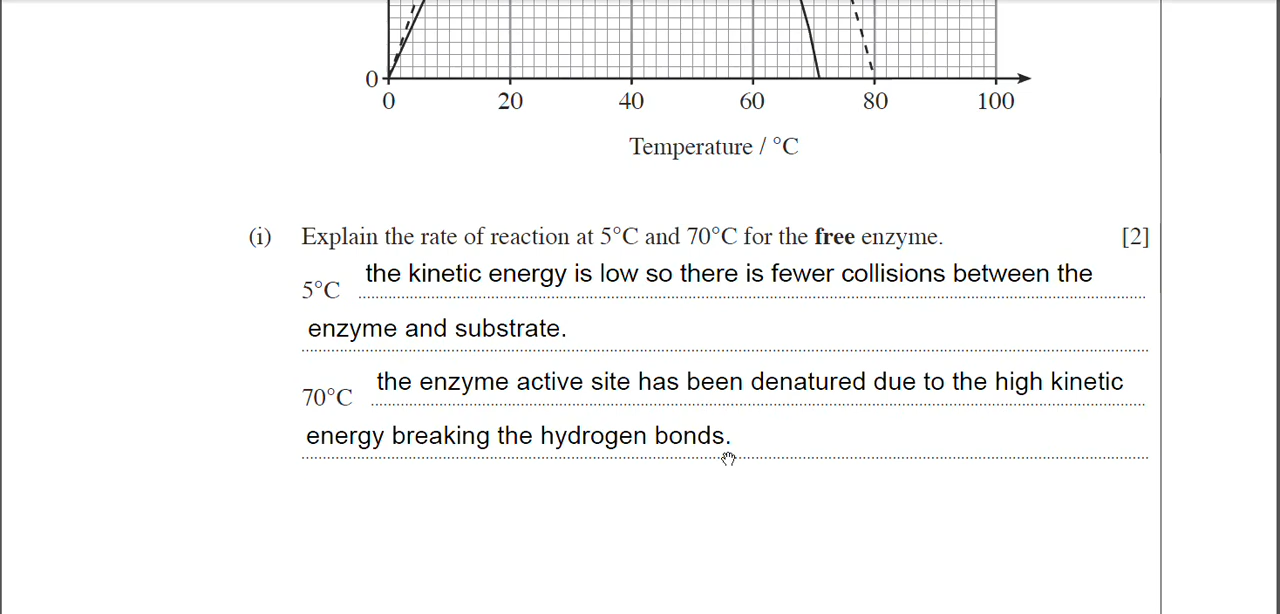 0
0 20 40 60 80 100
Temperature / °C
(i) Explain the rate of reaction at 5°C and 70°C for the free enzyme. [2]
5°C the kinetic energy is low so there is fewer collisions between the
enzyme and substrate.
70°C the enzyme active site has been denatured due to the high kinetic
energy breaking the hydrogen bonds.